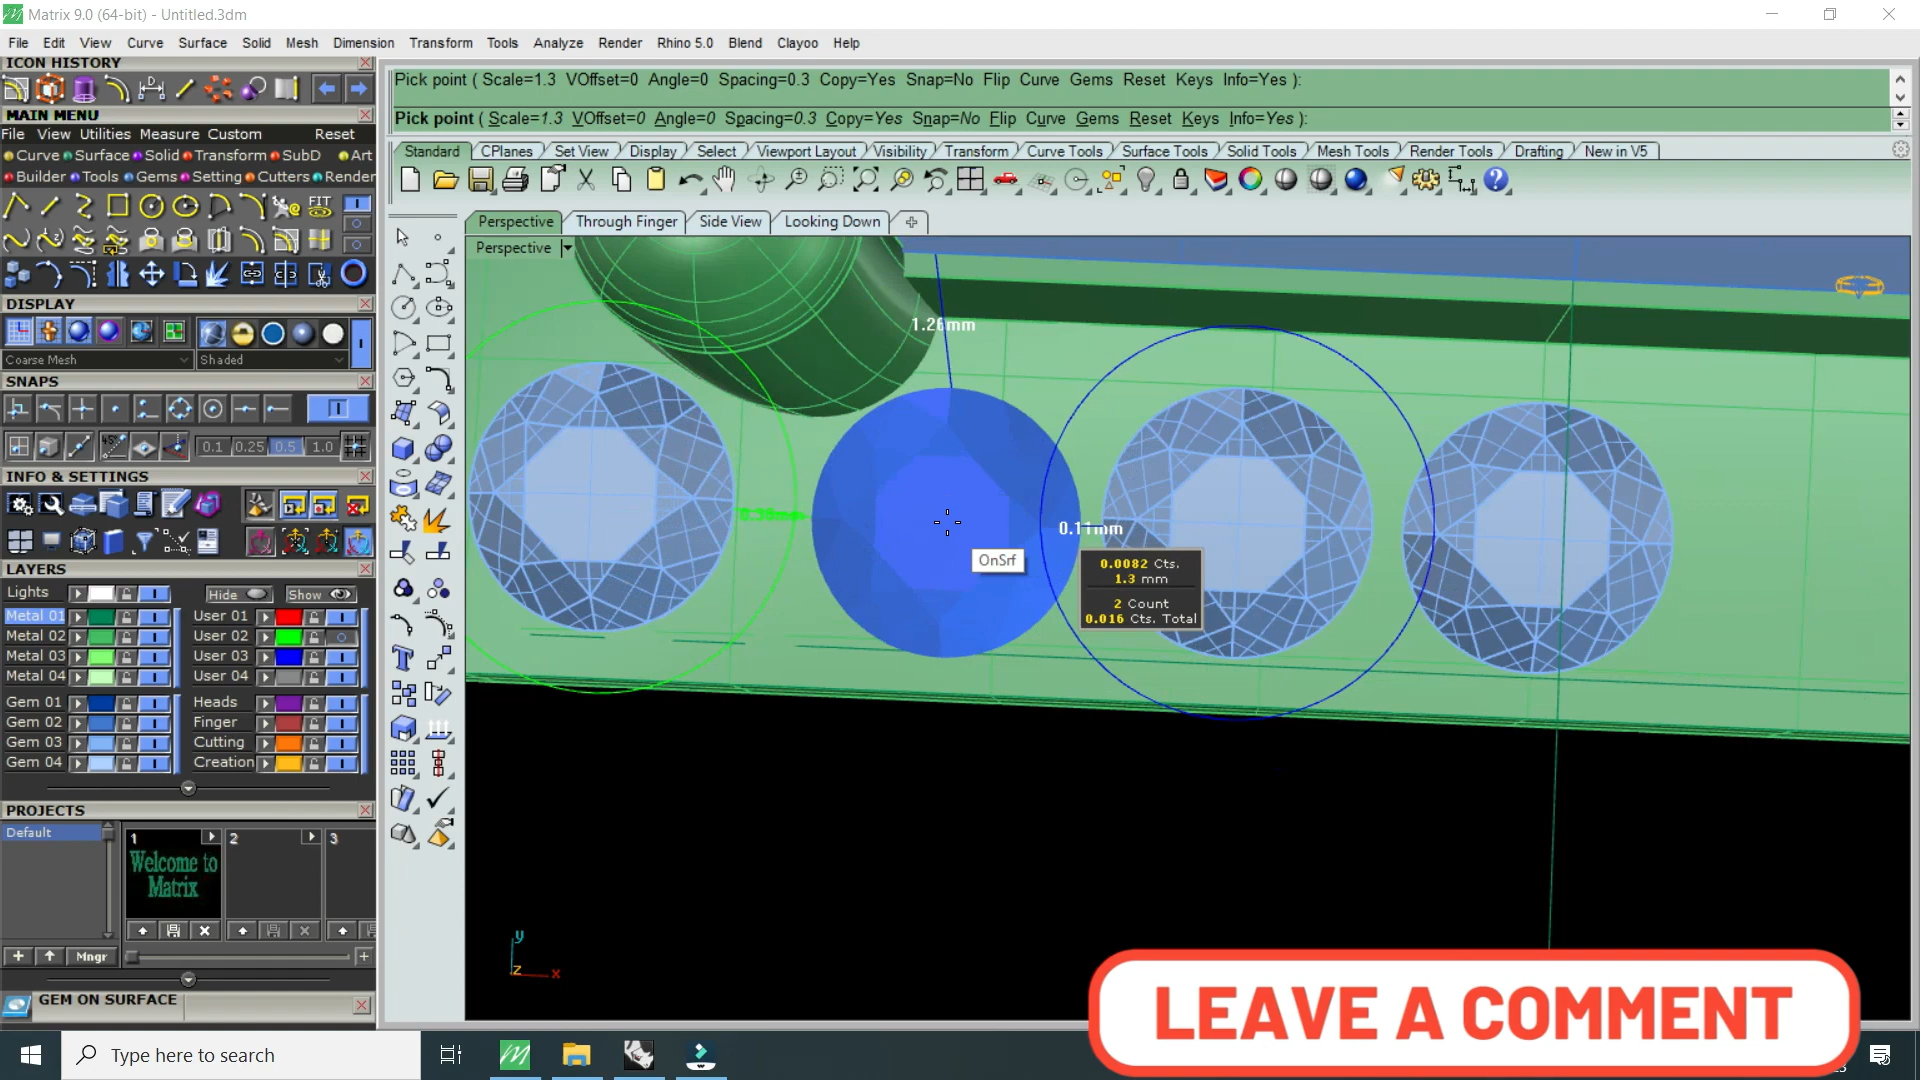 Matrix 9.0 (64-bit) - Untitled.3dm
File Edit View Curve Surface Solid Mesh Dimension Transform Tools Analyze Render Rhino 5.0 Blend Clayoo Help
ICON HISTORY
MAIN MENU
File View Utilities Measure Custom Reset
Curve Surface Solid Transform SubD Art
Builder Tools Gems Setting Cutters Render
FIT
DISPLAY
Coarse Mesh Shaded
SNAPS
0.1 0.25 0.5 1.0
INFO & SETTINGS
LAYERS
Lights Hide Show
Metal 01 User 01
Metal 02 User 02
Metal 03 User 03
Metal 04 User 04
Gem 01 Heads
Gem 02 Finger
Gem 03 Cutting
Gem 04 Creation
PROJECTS
Default
1 2 3
Welcome to
Matrix
Mngr
GEM ON SURFACE
Pick point ( Scale=1.3 VOffset=0 Angle=0 Spacing=0.3 Copy=Yes Snap=No Flip Curve Gems Reset Keys Info=Yes ):
Pick point ( Scale=1.3 VOffset=0 Angle=0 Spacing=0.3 Copy=Yes Snap=No Flip Curve Gems Reset Keys Info=Yes ):
Standard CPlanes Set View Display Select Viewport Layout Visibility Transform Curve Tools Surface Tools Solid Tools Mesh Tools Render Tools Drafting New in V5
Perspective Through Finger Side View Looking Down
Perspective
1.26mm
0.11mm
OnSrf
0.0082 Cts.
1.3 mm
2 Count
0.016 Cts. Total
y
z x
LEAVE A COMMENT
Type here to search